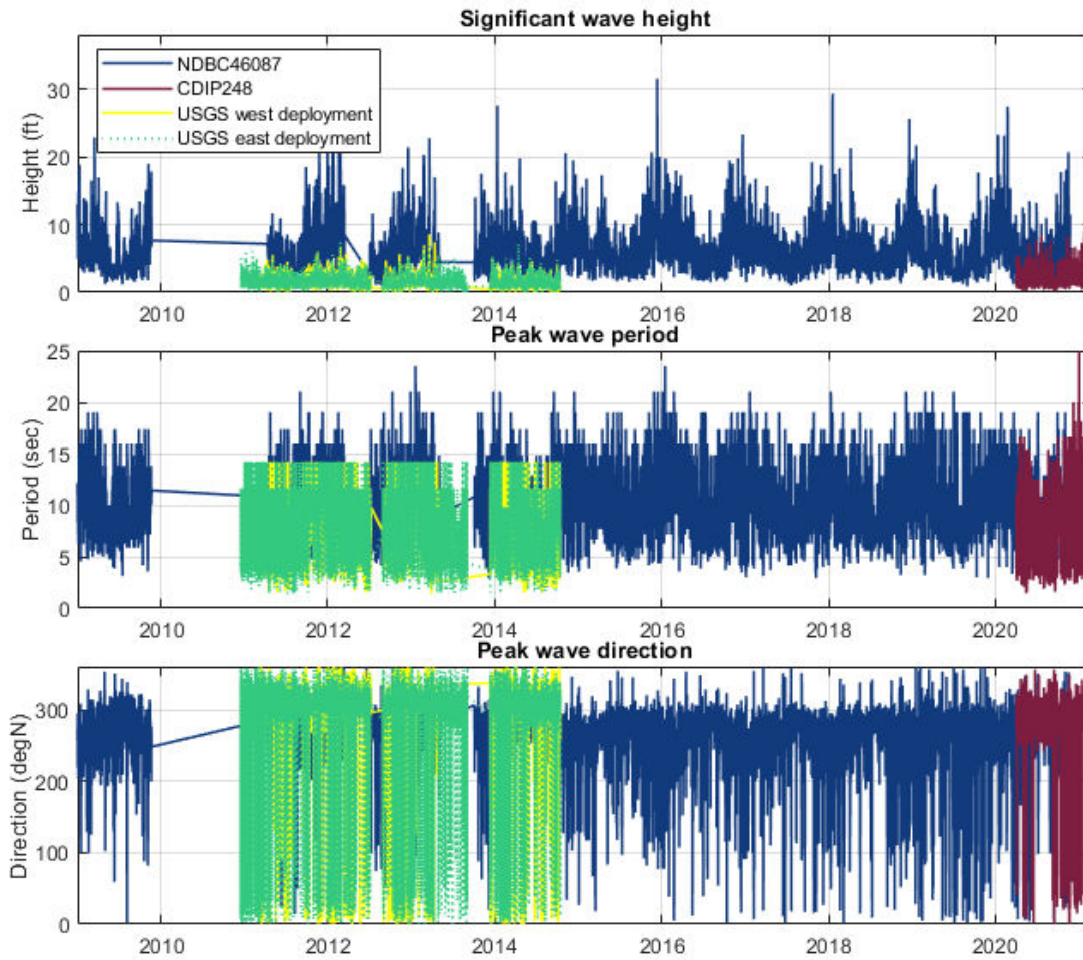 Significant wave height
NDBC46087
CDIP248
USGS west deployment
USGS east deployment
Height (ft)
30
20
10
0
2010 2012 2014 2016 2018 2020
Peak wave period
Period (sec)
25
20
15
10
5
0
2010 2012 2014 2016 2018 2020
Peak wave direction
Direction (degN)
300
200
100
0
2010 2012 2014 2016 2018 2020